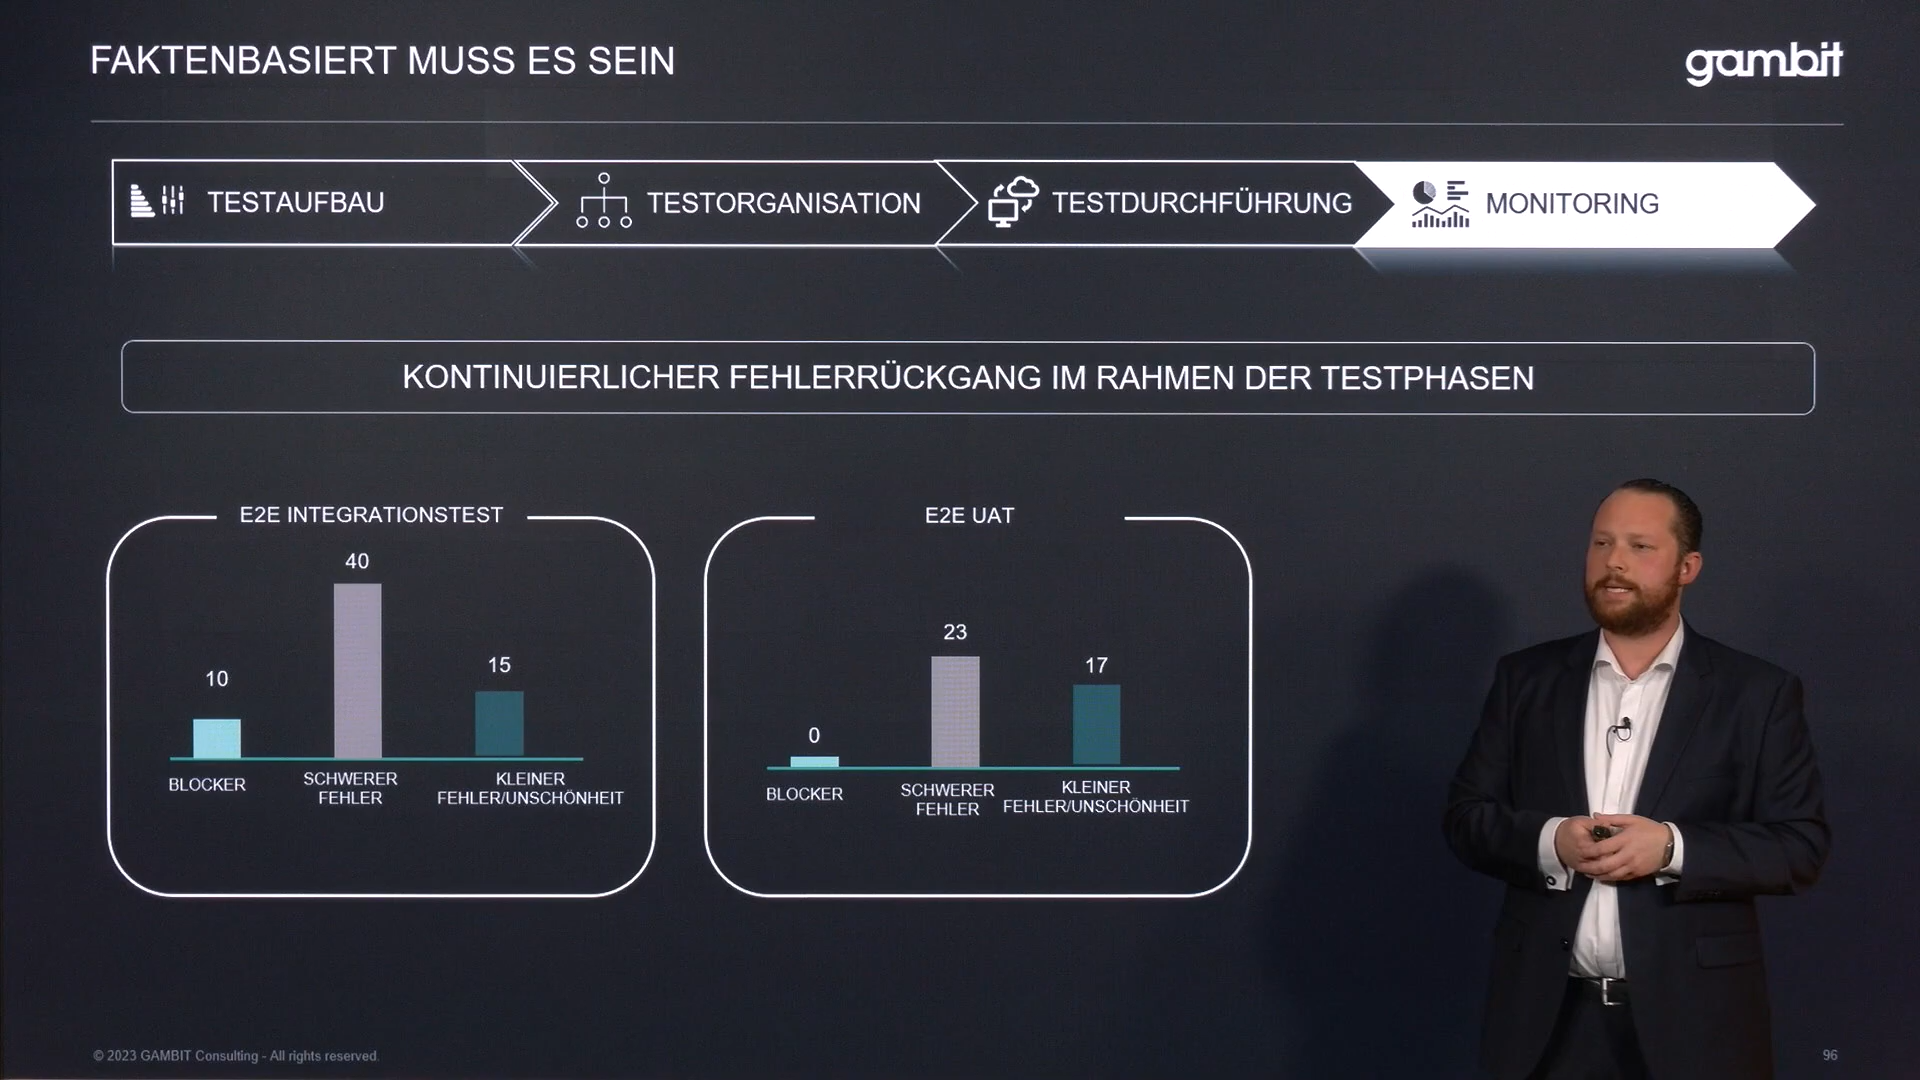 FAKTENBASIERT MUSS ES SEIN
gambit
TESTAUFBAU
TESTORGANISATION
TESTDURCHFÜHRUNG
MONITORING
KONTINUIERLICHER FEHLERRÜCKGANG IM RAHMEN DER TESTPHASEN
E2E INTEGRATIONSTEST
10
40
15
BLOCKER
SCHWERER
FEHLER
KLEINER
FEHLER/UNSCHÖNHEIT
E2E UAT
0
23
17
BLOCKER
SCHWERER
FEHLER
KLEINER
FEHLER/UNSCHÖNHEIT
© 2023 GAMBIT Consulting - All rights reserved.
96